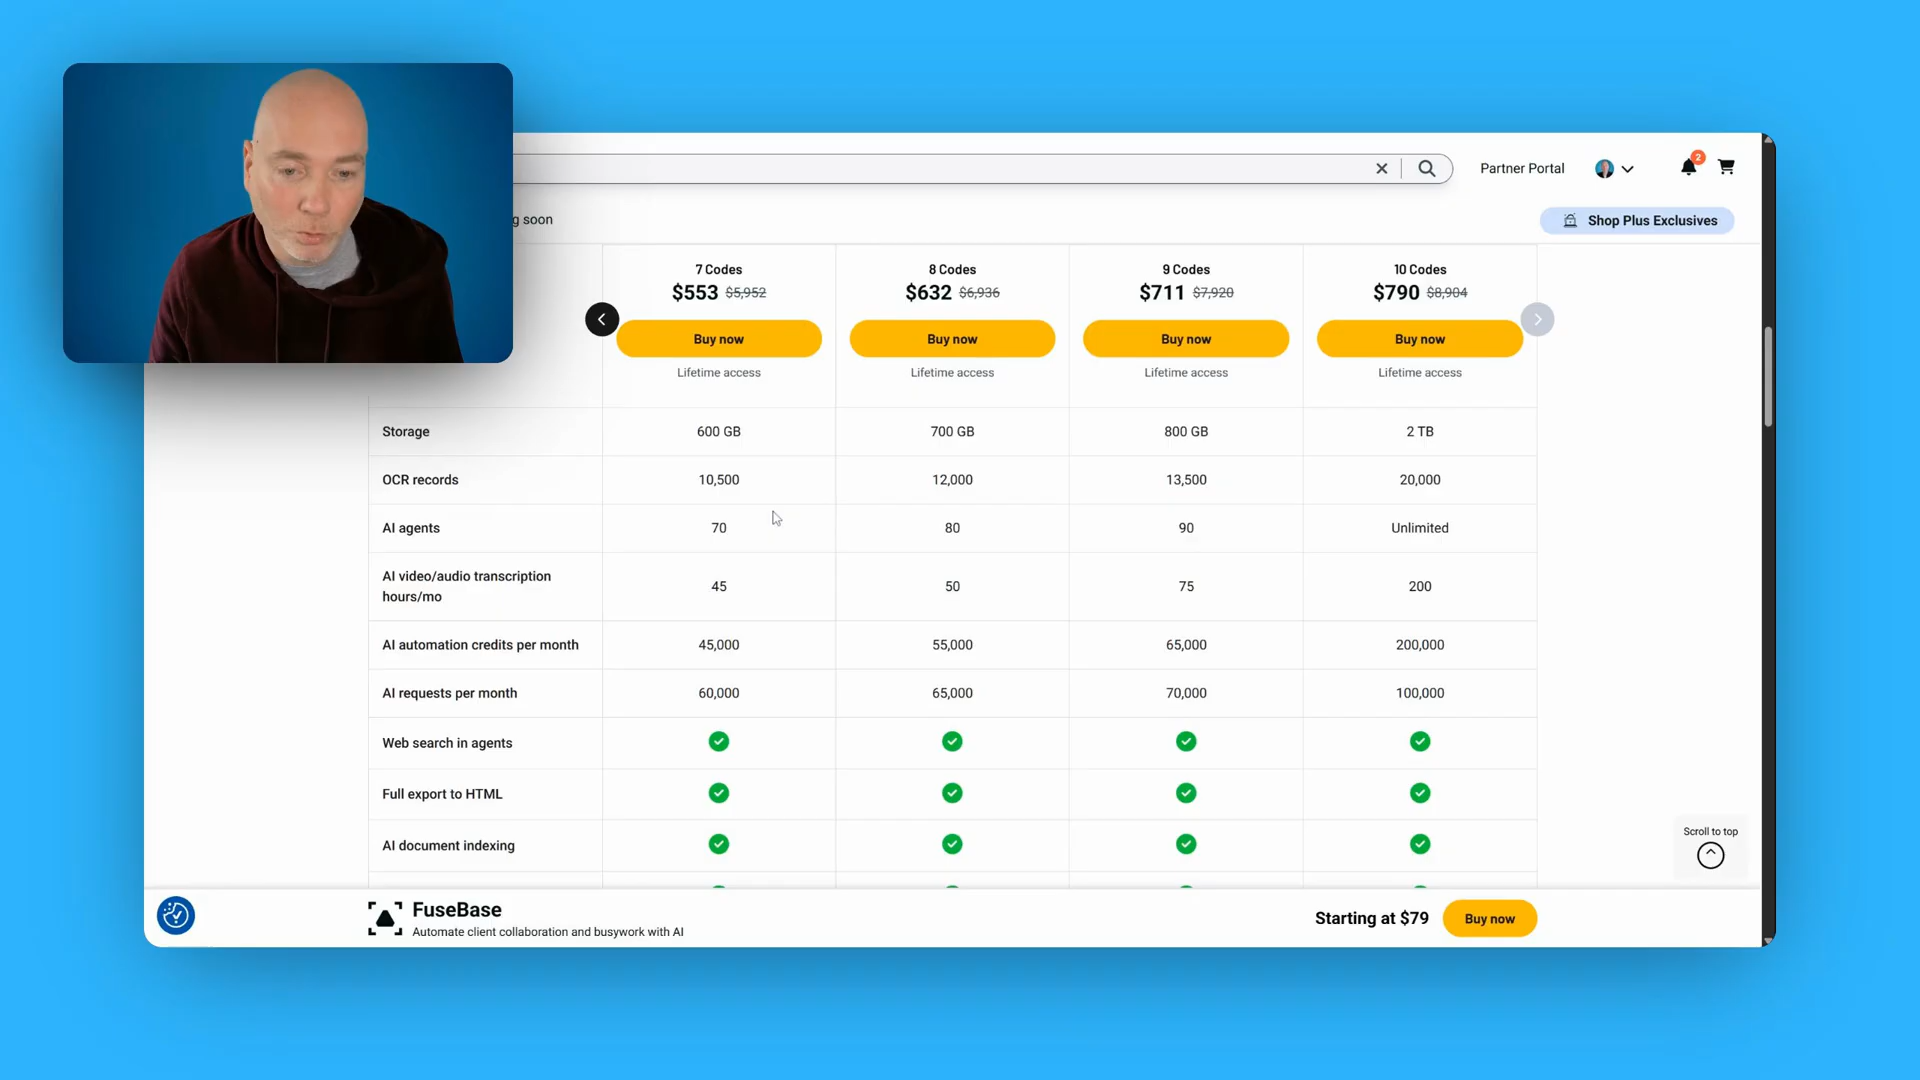 Partner Portal
2
g soon
Shop Plus Exclusives
7 Codes
$553 $5,952
Buy now
Lifetime access
8 Codes
$632 $6,936
Buy now
Lifetime access
9 Codes
$711 $7,920
Buy now
Lifetime access
10 Codes
$790 $8,904
Buy now
Lifetime access
Storage 600 GB 700 GB 800 GB 2 TB
OCR records 10,500 12,000 13,500 20,000
AI agents 70 80 90 Unlimited
AI video/audio transcription
hours/mo 45 50 75 200
AI automation credits per month 45,000 55,000 65,000 200,000
AI requests per month 60,000 65,000 70,000 100,000
Web search in agents
Full export to HTML
AI document indexing
Scroll to top
FuseBase
Automate client collaboration and busywork with AI
Starting at $79
Buy now